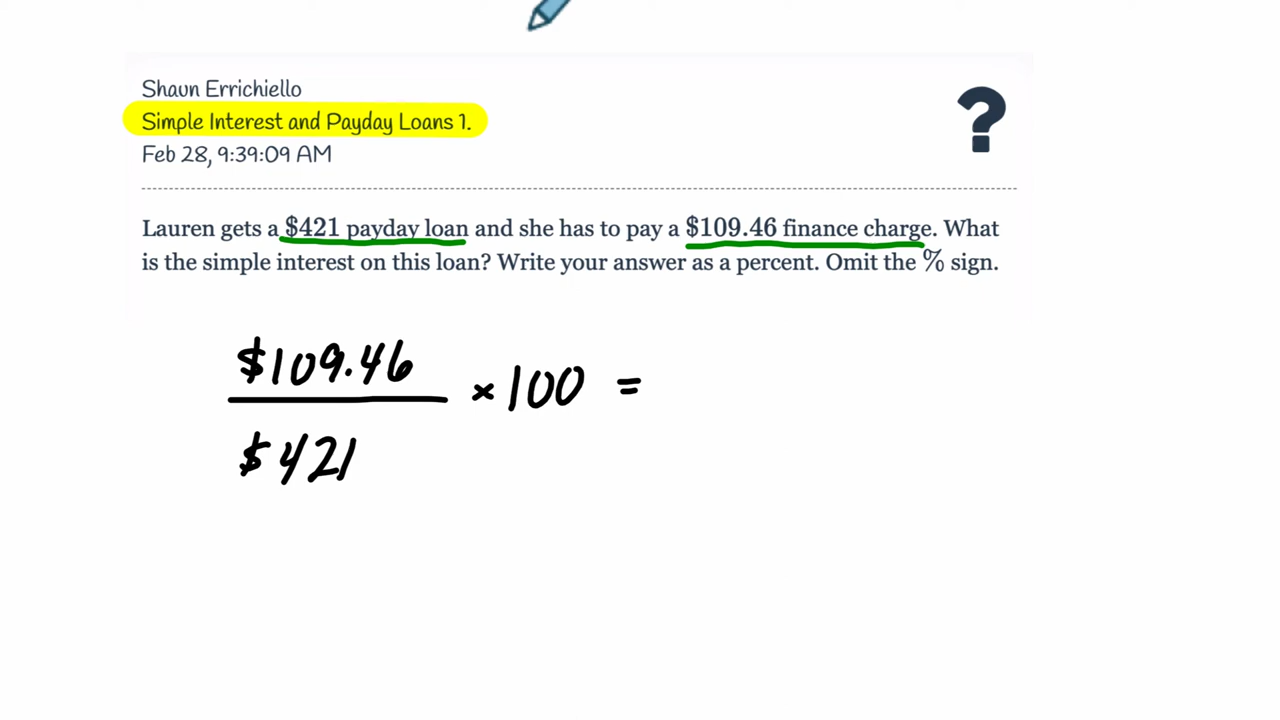 Shaun Errichiello
Simple Interest and Payday Loans 1.
Feb 28, 9:39:09 AM
?
Lauren gets a $421 payday loan and she has to pay a $109.46 finance charge. What
is the simple interest on this loan? Write your answer as a percent. Omit the % sign.
$109.46
× 100 =
$421